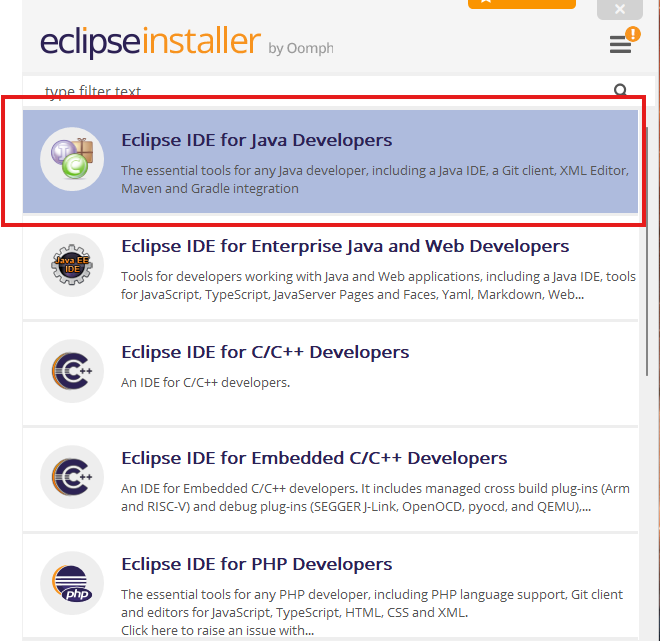 eclipseinstaller by Oomph
!
type filter text
Eclipse IDE for Java Developers
The essential tools for any Java developer, including a Java IDE, a Git client, XML Editor,
Maven and Gradle integration
Java EE
IDE
Eclipse IDE for Enterprise Java and Web Developers
Tools for developers working with Java and Web applications, including a Java IDE, tools
for JavaScript, TypeScript, JavaServer Pages and Faces, Yaml, Markdown, Web...
C++
Eclipse IDE for C/C++ Developers
An IDE for C/C++ developers.
C++
Eclipse IDE for Embedded C/C++ Developers
An IDE for Embedded C/C++ developers. It includes managed cross build plug-ins (Arm
and RISC-V) and debug plug-ins (SEGGER J-Link, OpenOCD, pyocd, and QEMU),...
php
Eclipse IDE for PHP Developers
The essential tools for any PHP developer, including PHP language support, Git client
and editors for JavaScript, TypeScript, HTML, CSS and XML.
Click here to raise an issue with...